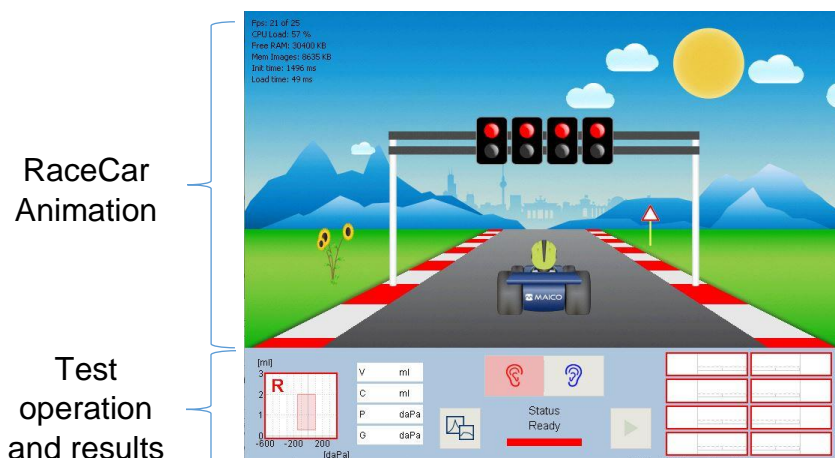 RaceCar
Animation
Fps: 21 of 25
CPU Load: 57 %
Free RAM: 30400 KB
Mem Images: 8635 KB
Init time: 1496 ms
Load time: 49 ms
MAICO
Test
operation
and results
[ml]
3
2
1
0
R
-600 -200 200
[daPa]
V ml
C ml
P daPa
G daPa
Status
Ready